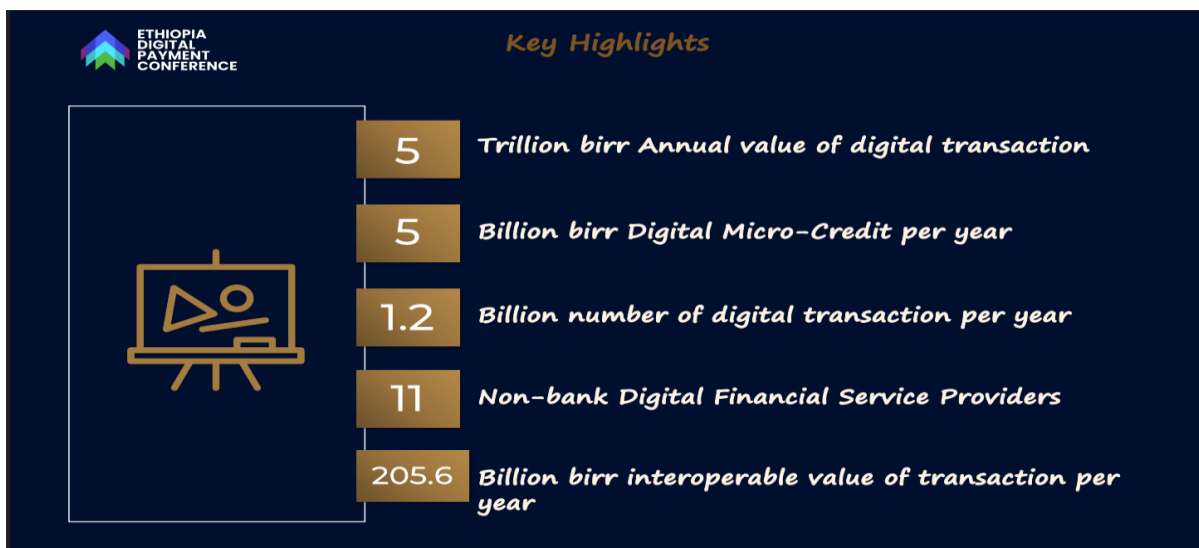 ETHIOPIA
DIGITAL
PAYMENT
CONFERENCE
Key Highlights
5 Trillion birr Annual value of digital transaction
5 Billion birr Digital Micro-Credit per year
1.2 Billion number of digital transaction per year
11 Non-bank Digital Financial Service Providers
205.6 Billion birr interoperable value of transaction per
year